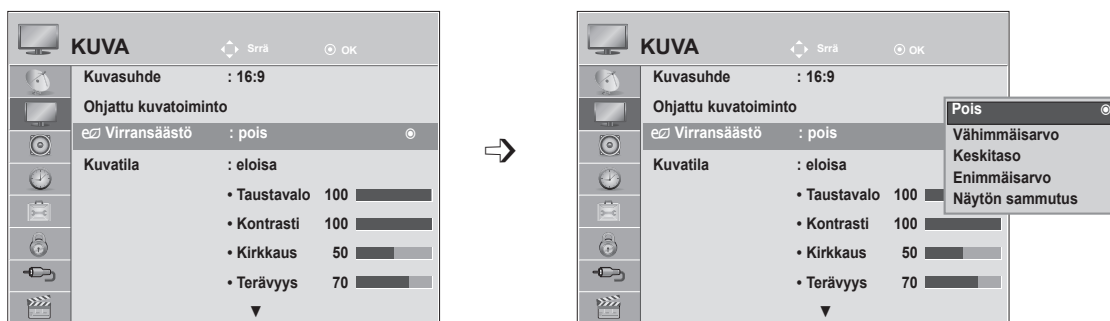 KUVA Srrä OK
Kuvasuhde : 16:9
Ohjattu kuvatoiminto
Virransäästö : pois
Kuvatila : eloisa
• Taustavalo 100
• Kontrasti 100
• Kirkkaus 50
• Terävyys 70
KUVA Srrä OK
Kuvasuhde : 16:9
Ohjattu kuvatoiminto
Virransäästö : pois
Kuvatila : eloisa
• Taustavalo 100
• Kontrasti 100
• Kirkkaus 50
• Terävyys 70
Pois
Vähimmäisarvo
Keskitaso
Enimmäisarvo
Näytön sammutus